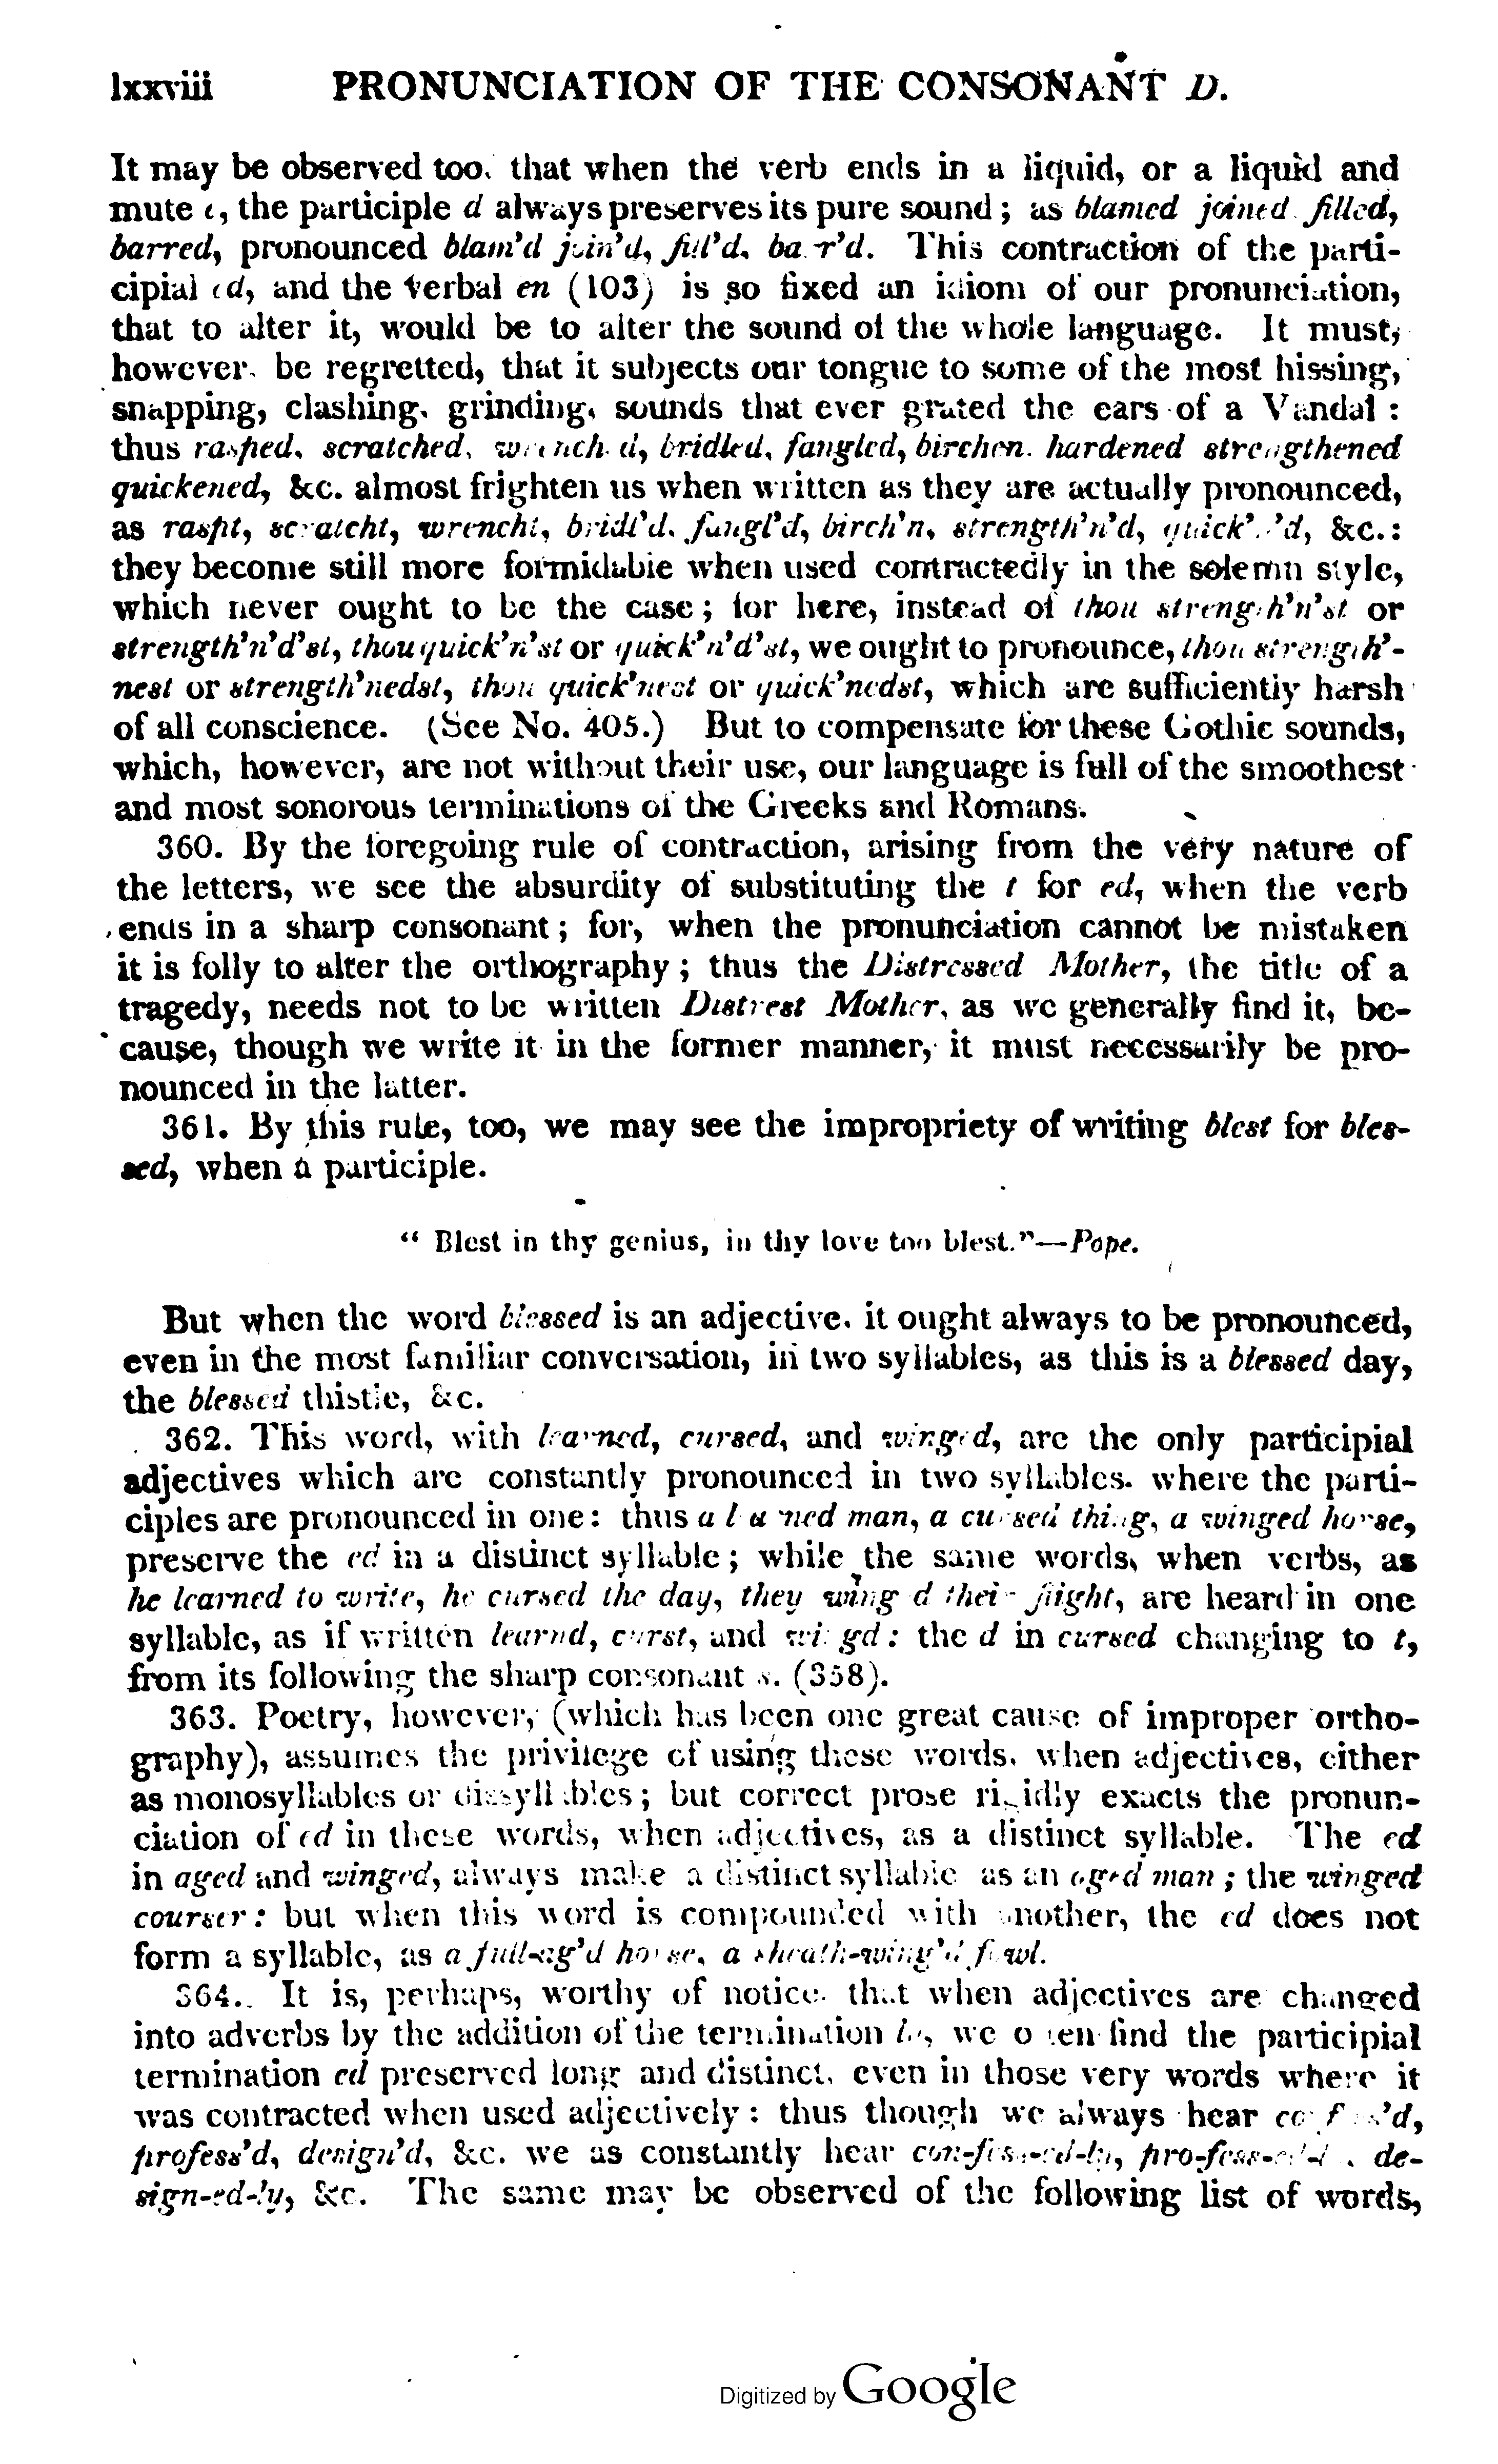 lxxviii PRONUNCIATION OF THE CONSONANT D.
It may be observed too, that when the verb ends in a liquid, or a liquid and
mute e, the participle d always preserves its pure sound; as blamed joined filled,
barred, pronounced blam'd join'd, fill'd, barr'd. This contraction of the parti-
cipial ed, and the verbal en (103) is so fixed an idiom of our pronunciation,
that to alter it, would be to alter the sound of the whole language. It must,
however, be regretted, that it subjects our tongue to some of the most hissing,
snapping, clashing, grinding, sounds that ever grated the ears of a Vandal:
thus rasped, scratched, wrenched, bridled, fangled, birchen, hardened strengthened
quickened, &c. almost frighten us when written as they are actually pronounced,
as raspt, scratcht, wrencht, bridl'd, fangl'd, birch'n, strength'n'd, quick'n'd, &c.:
they become still more formidable when used contractedly in the solemn style,
which never ought to be the case; for here, instead of thou strength'n'st or
strength'n'd'st, thou quick'n'st or quick'n'd'st, we ought to pronounce, thou strength'-
nest or strength'nedst, thou quick'nest or quick'nedst, which are sufficiently harsh
of all conscience. (See No. 405.) But to compensate for these Gothic sounds,
which, however, are not without their use, our language is full of the smoothest
and most sonorous terminations of the Greeks and Romans.
360. By the foregoing rule of contraction, arising from the very nature of
the letters, we see the absurdity of substituting the t for ed, when the verb
ends in a sharp consonant; for, when the pronunciation cannot be mistaken
it is folly to alter the orthography; thus the Distressed Mother, the title of a
tragedy, needs not to be written Distrest Mother, as we generally find it, be-
cause, though we write it in the former manner, it must necessarily be pro-
nounced in the latter.
361. By this rule, too, we may see the impropriety of writing blest for bles-
sed, when a participle.
" Blest in thy genius, in thy love too blest."—Pope.
But when the word blessed is an adjective, it ought always to be pronounced,
even in the most familiar conversation, in two syllables, as this is a blessed day,
the blessed thistle, &c.
362. This word, with learned, cursed, and winged, are the only participial
adjectives which are constantly pronounced in two syllables, where the parti-
ciples are pronounced in one: thus a learned man, a cursed thing, a winged horse,
preserve the ed in a distinct syllable; while the same words, when verbs, as
he learned to write, he cursed the day, they wing'd their flight, are heard in one
syllable, as if written learnd, curst, and wingd: the d in cursed changing to t,
from its following the sharp consonant s. (358).
363. Poetry, however, (which has been one great cause of improper ortho-
graphy), assumes the privilege of using these words, when adjectives, either
as monosyllables or dissyllables; but correct prose rigidly exacts the pronun-
ciation of ed in these words, when adjectives, as a distinct syllable. The ed
in aged and winged, always make a distinct syllable as an aged man; the winged
courser: but when this word is compounded with another, the ed does not
form a syllable, as a full-ag'd horse, a sheath-wing'd fowl.
364. It is, perhaps, worthy of notice, that when adjectives are changed
into adverbs by the addition of the termination ly, we often find the participial
termination ed preserved long and distinct, even in those very words where it
was contracted when used adjectively: thus though we always hear confess'd,
profess'd, design'd, &c. we as constantly hear con-fess-ed-ly, pro-fess-ed-ly, de-
sign-ed-ly, &c. The same may be observed of the following list of words,
Digitized by Google